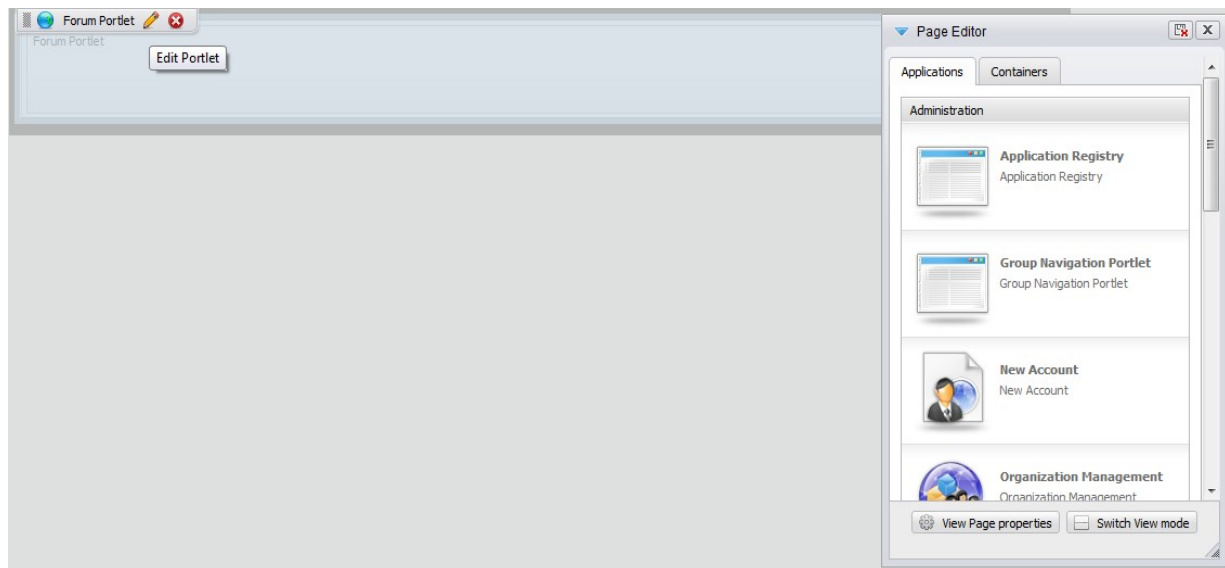 Forum Portlet
Forum Portlet
Edit Portlet
Page Editor
Applications
Containers
Administration
Application Registry
Application Registry
Group Navigation Portlet
Group Navigation Portlet
New Account
New Account
Organization Management
Organization Management
View Page properties
Switch View mode